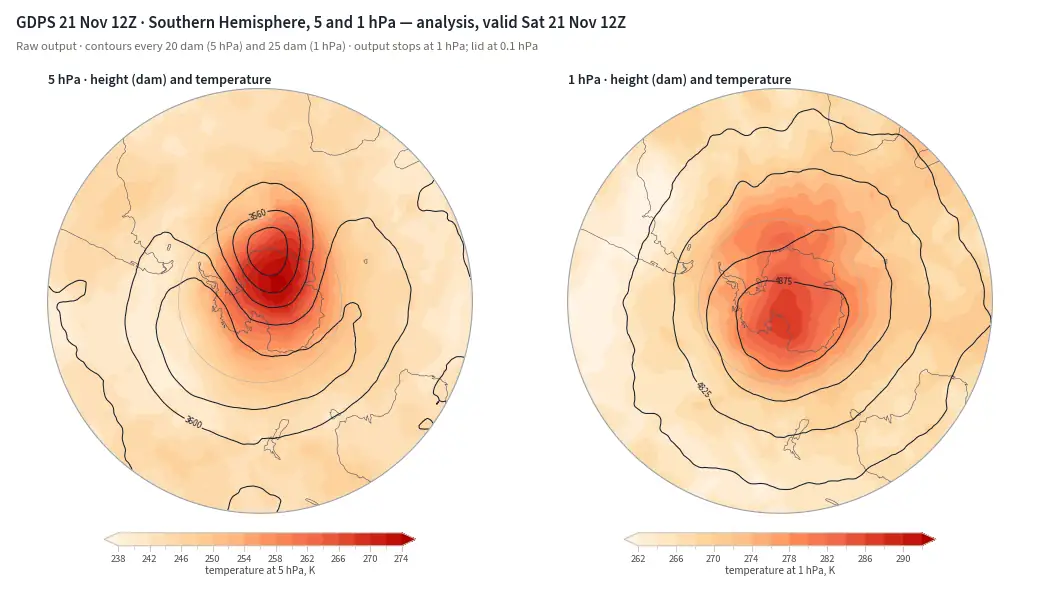 GDPS 21 Nov 12Z · Southern Hemisphere, 5 and 1 hPa — analysis, valid Sat 21 Nov 12Z
Raw output · contours every 20 dam (5 hPa) and 25 dam (1 hPa) · output stops at 1 hPa; lid at 0.1 hPa
5 hPa · height (dam) and temperature
1 hPa · height (dam) and temperature
3560
3600
4875
4825
238 242 246 250 254 258 262 266 270 274
temperature at 5 hPa, K
262 266 270 274 278 282 286 290
temperature at 1 hPa, K